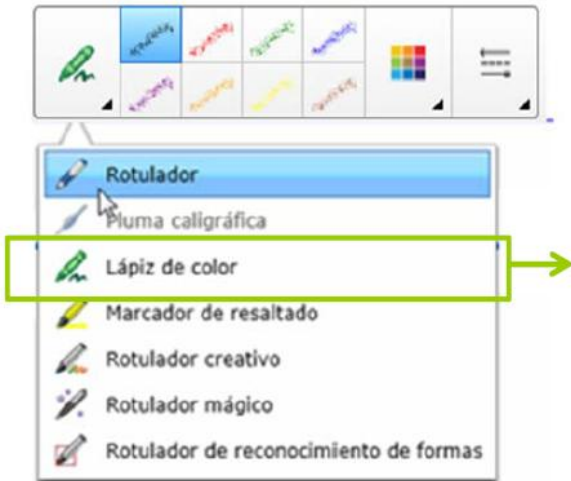 Rotulador
Pluma caligráfica
Lápiz de color
Marcador de resaltado
Rotulador creativo
Rotulador mágico
Rotulador de reconocimiento de formas